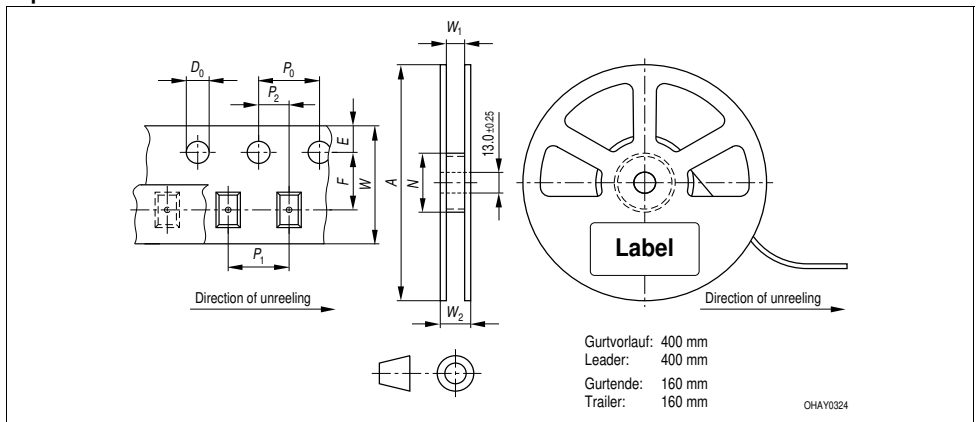 W1
D0
P0
P2
E
F
W
A
N
13.0 ±0.25
Label
P1
Direction of unreeling
W2
Direction of unreeling
Gurtvorlauf: 400 mm
Leader: 400 mm
Gurtende: 160 mm
Trailer: 160 mm
OHAY0324